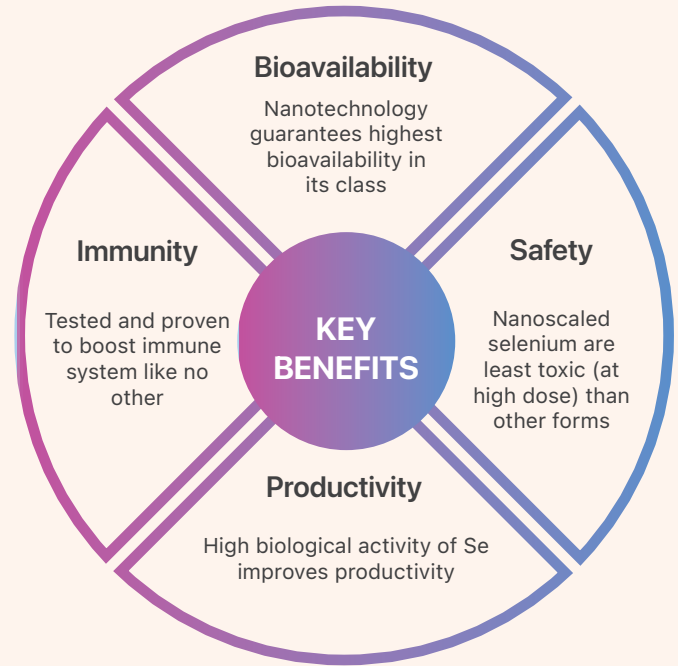 Bioavailability
Nanotechnology
guarantees highest
bioavailability in
its class
Immunity
Tested and proven
to boost immune
system like no
other
KEY
BENEFITS
Safety
Nanoscaled
selenium are
least toxic (at
high dose) than
other forms
Productivity
High biological activity of Se
improves productivity